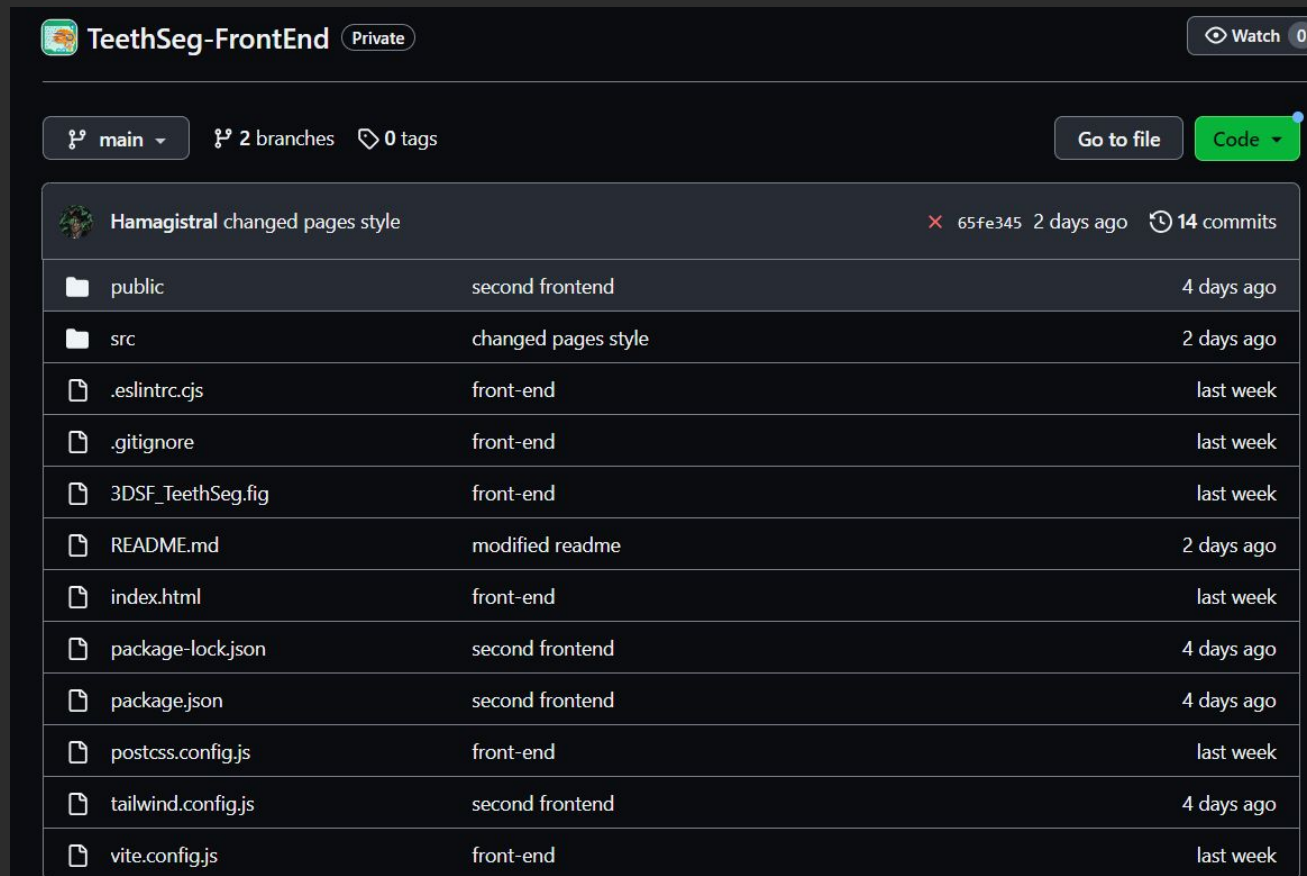 TeethSeg-FrontEnd Private Watch 0
main 2 branches 0 tags Go to file Code
Hamagistral changed pages style 65fe345 2 days ago 14 commits
public second frontend 4 days ago
src changed pages style 2 days ago
.eslintrc.cjs front-end last week
.gitignore front-end last week
3DSF_TeethSeg.fig front-end last week
README.md modified readme 2 days ago
index.html front-end last week
package-lock.json second frontend 4 days ago
package.json second frontend 4 days ago
postcss.config.js front-end last week
tailwind.config.js second frontend 4 days ago
vite.config.js front-end last week